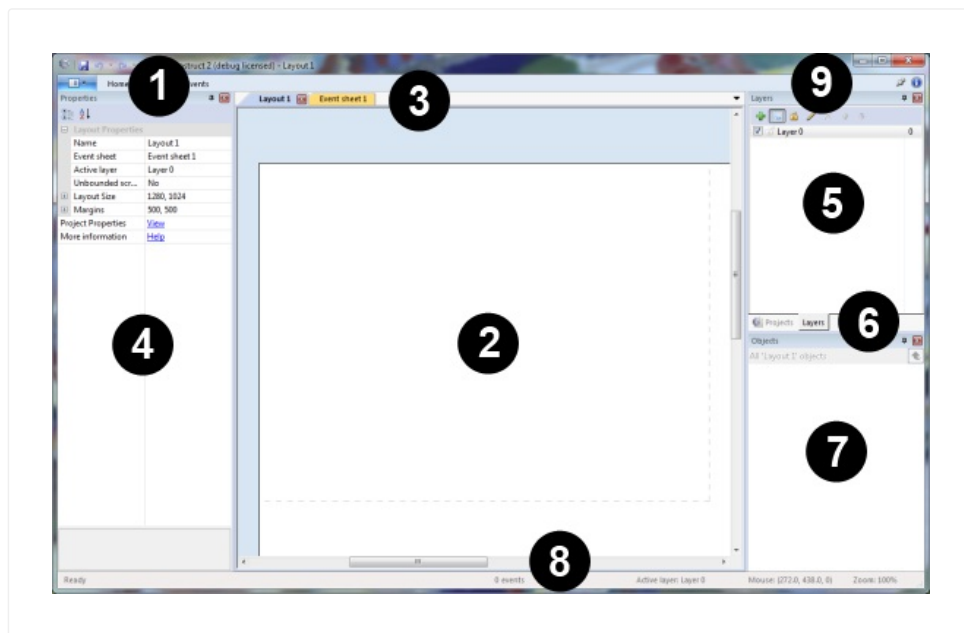 onstruct 2 (debug licensed) - Layout 1
Home
vents
1
9
Properties
Layout 1
Event sheet 1
3
Layers
Layout Properties
Layer 0
0
Name
Layout 1
Event sheet
Event sheet 1
Active layer
Layer 0
Unbounded scr...
No
Layout Size
1280, 1024
Margins
500, 500
Project Properties
View
More information
Help
5
Projects
Layers
6
4
2
Objects
All 'Layout 1' objects
7
8
Ready
0 events
Active layer: Layer 0
Mouse: (272.0, 438.0, 0)
Zoom: 100%